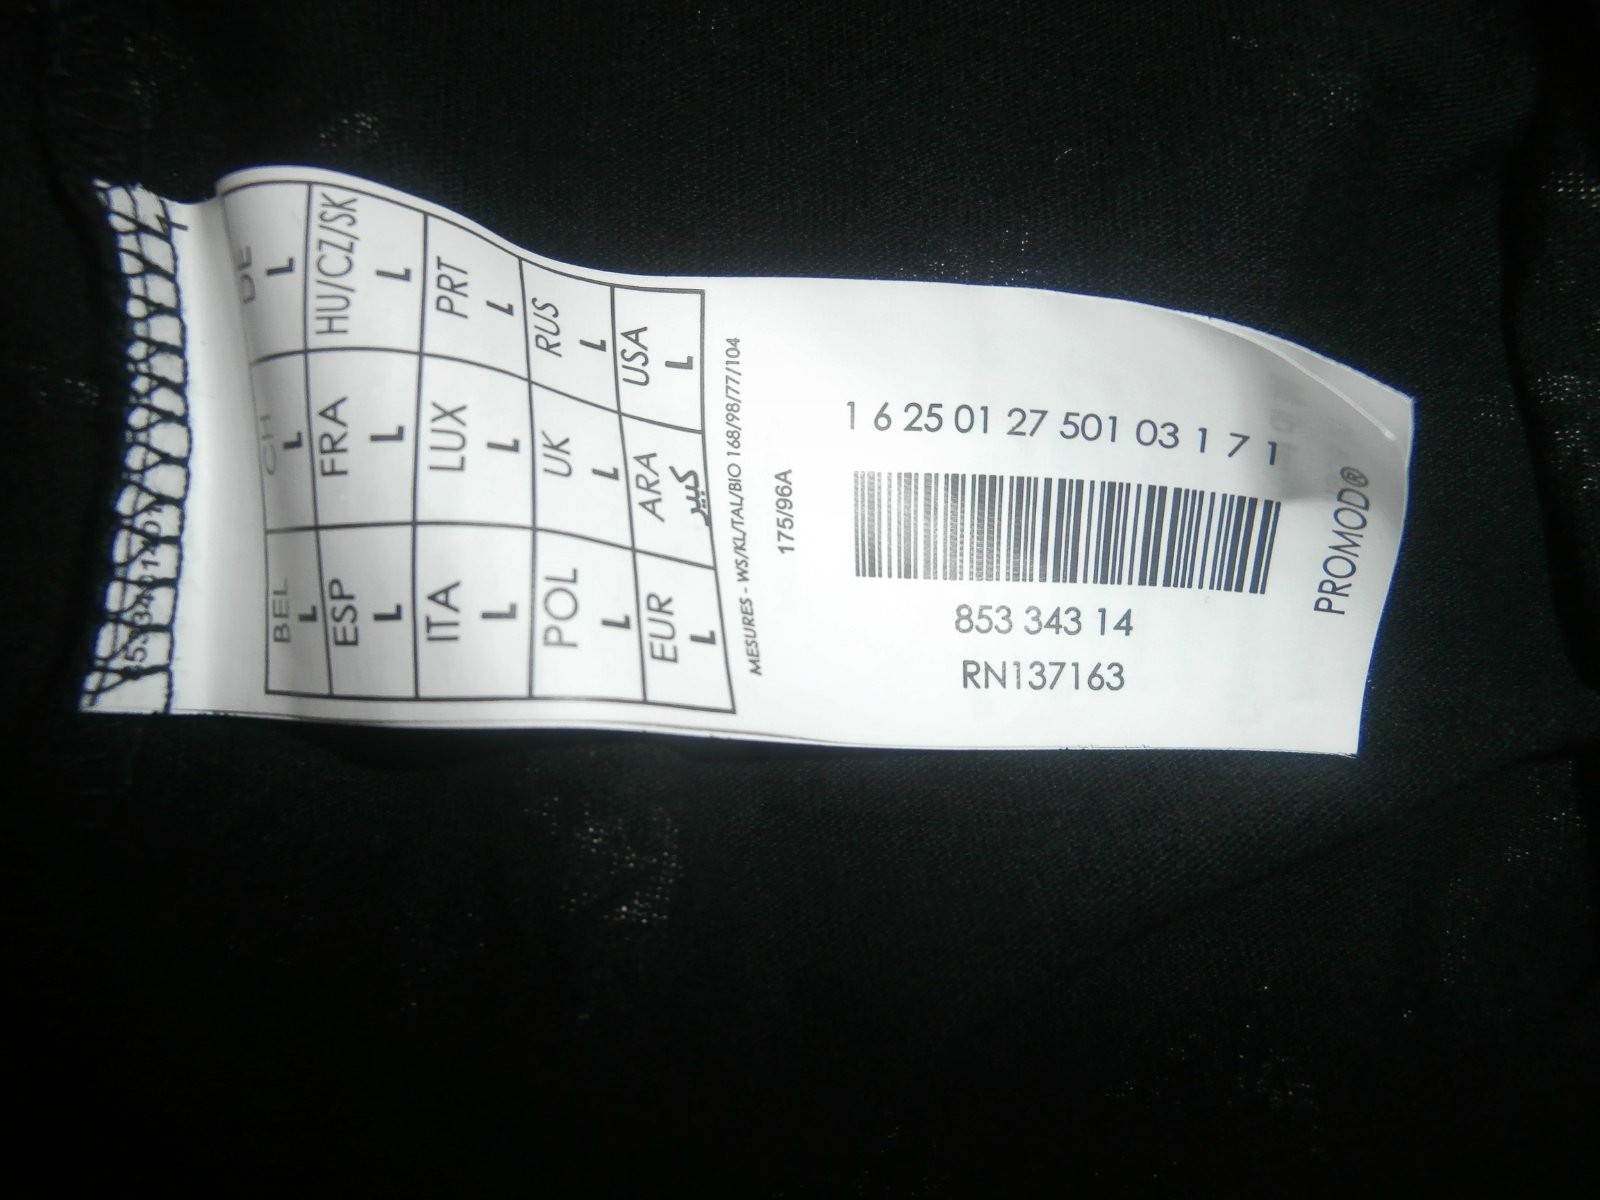 BEL CH DE
L L L
ESP FRA HU/CZ/SK
L L L
ITA LUX PRT
L L L
POL UK RUS
L L L
EUR ARA USA
L كبير L
MESURES - WS/KL/TAL/BIO 168/98/77/104
175/96A
1 6 25 01 27 501 03 1 7 1
853 343 14
RN137163
PROMOD®